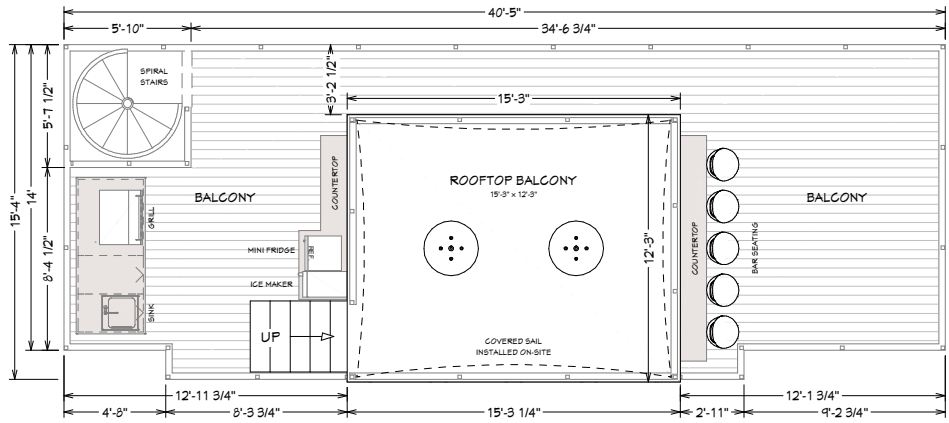 40'-5"
5'-10"
34'-6 3/4"
SPIRAL
STAIRS
3'-2 1/2"
5'-7 1/2"
15'-3"
15'-4"
14'
8'-4 1/2"
BALCONY
COUNTERTOP
ROOFTOP BALCONY
15'-3" x 12'-3"
BALCONY
GRILL
MINI FRIDGE
REF
ICE MAKER
12'-3"
COUNTERTOP
BAR SEATING
SINK
UP
COVERED SAIL
INSTALLED ON-SITE
12'-11 3/4"
12'-1 3/4"
4'-8"
8'-3 3/4"
15'-3 1/4"
2'-11"
9'-2 3/4"